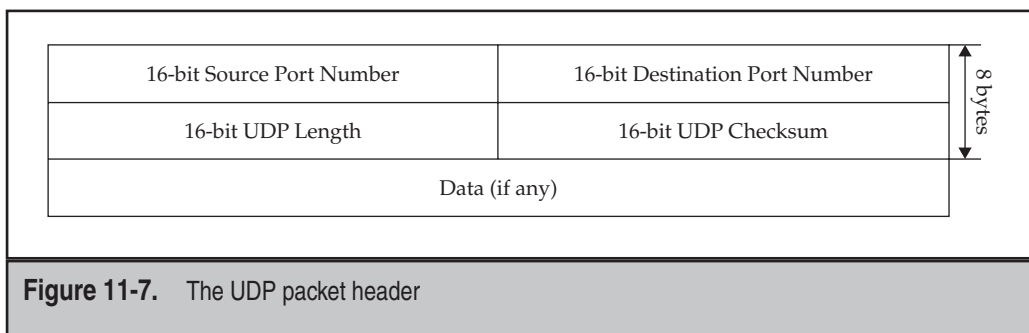 16-bit Source Port Number
16-bit Destination Port Number
8 bytes
16-bit UDP Length
16-bit UDP Checksum
Data (if any)
Figure 11-7. The UDP packet header